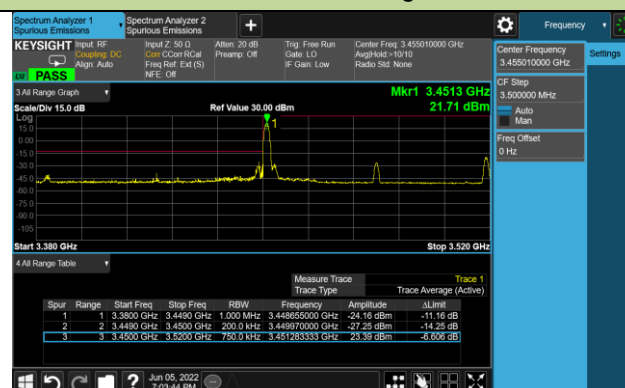 Spectrum Analyzer 1
Spurious Emissions
Spectrum Analyzer 2
Spurious Emissions
+
Frequency
KEYSIGHT
Input: RF
Coupling: DC
Align: Auto
Input Z: 50 Ω
Corr CCorr RCal
Freq Ref: Ext (S)
NFE: Off
Atten: 20 dB
Preamp: Off
Trig: Free Run
Gate: LO
IF Gain: Low
Center Freq: 3.455010000 GHz
Avg|Hold:>10/10
Radio Std: None
PASS
Center Frequency
3.455010000 GHz
Settings
CF Step
3.500000 MHz
Auto
Man
Freq Offset
0 Hz
3 All Range Graph
Mkr1 3.4513 GHz
Scale/Div 15.0 dB
Ref Value 30.00 dBm
21.71 dBm
Log
1
15.0
0.00
-15.0
-30.0
-45.0
-60.0
-75.0
-90.0
-105
Start 3.380 GHz
Stop 3.520 GHz
4 All Range Table
Measure Trace Trace 1
Trace Type Trace Average (Active)
Spur Range Start Freq Stop Freq RBW Frequency Amplitude ΔLimit
1 1 3.3800 GHz 3.4490 GHz 1.000 MHz 3.448655000 GHz -24.16 dBm -11.16 dB
2 2 3.4490 GHz 3.4500 GHz 200.0 kHz 3.449970000 GHz -27.25 dBm -14.25 dB
3 3 3.4500 GHz 3.5200 GHz 750.0 kHz 3.451283333 GHz 23.39 dBm -6.606 dB
?
Jun 05, 2022
7:03:44 PM